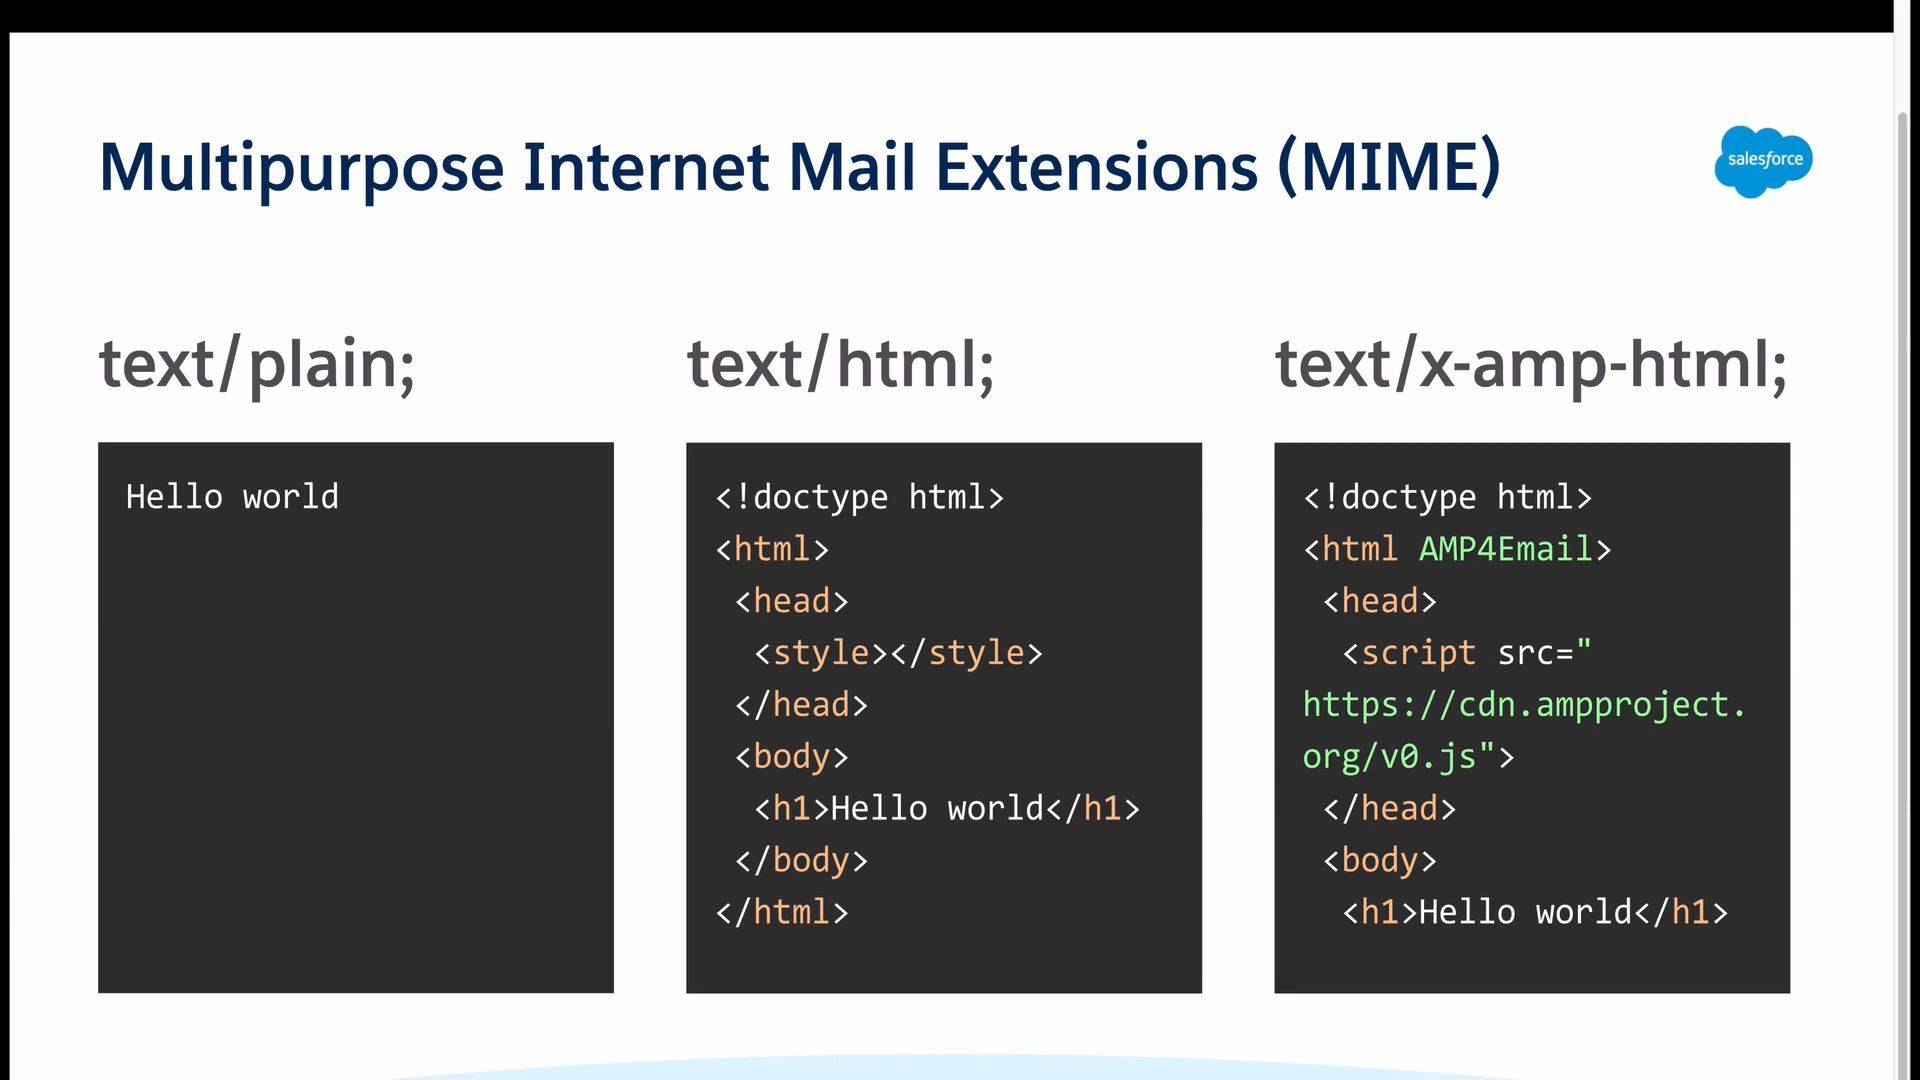 Multipurpose Internet Mail Extensions (MIME)
salesforce
text/plain;
Hello world
text/html;
<!doctype html>
<html>
<head>
<style></style>
</head>
<body>
<h1>Hello world</h1>
</body>
</html>
text/x-amp-html;
<!doctype html>
<html AMP4Email>
<head>
<script src="
https://cdn.ampproject.
org/v0.js">
</head>
<body>
<h1>Hello world</h1>